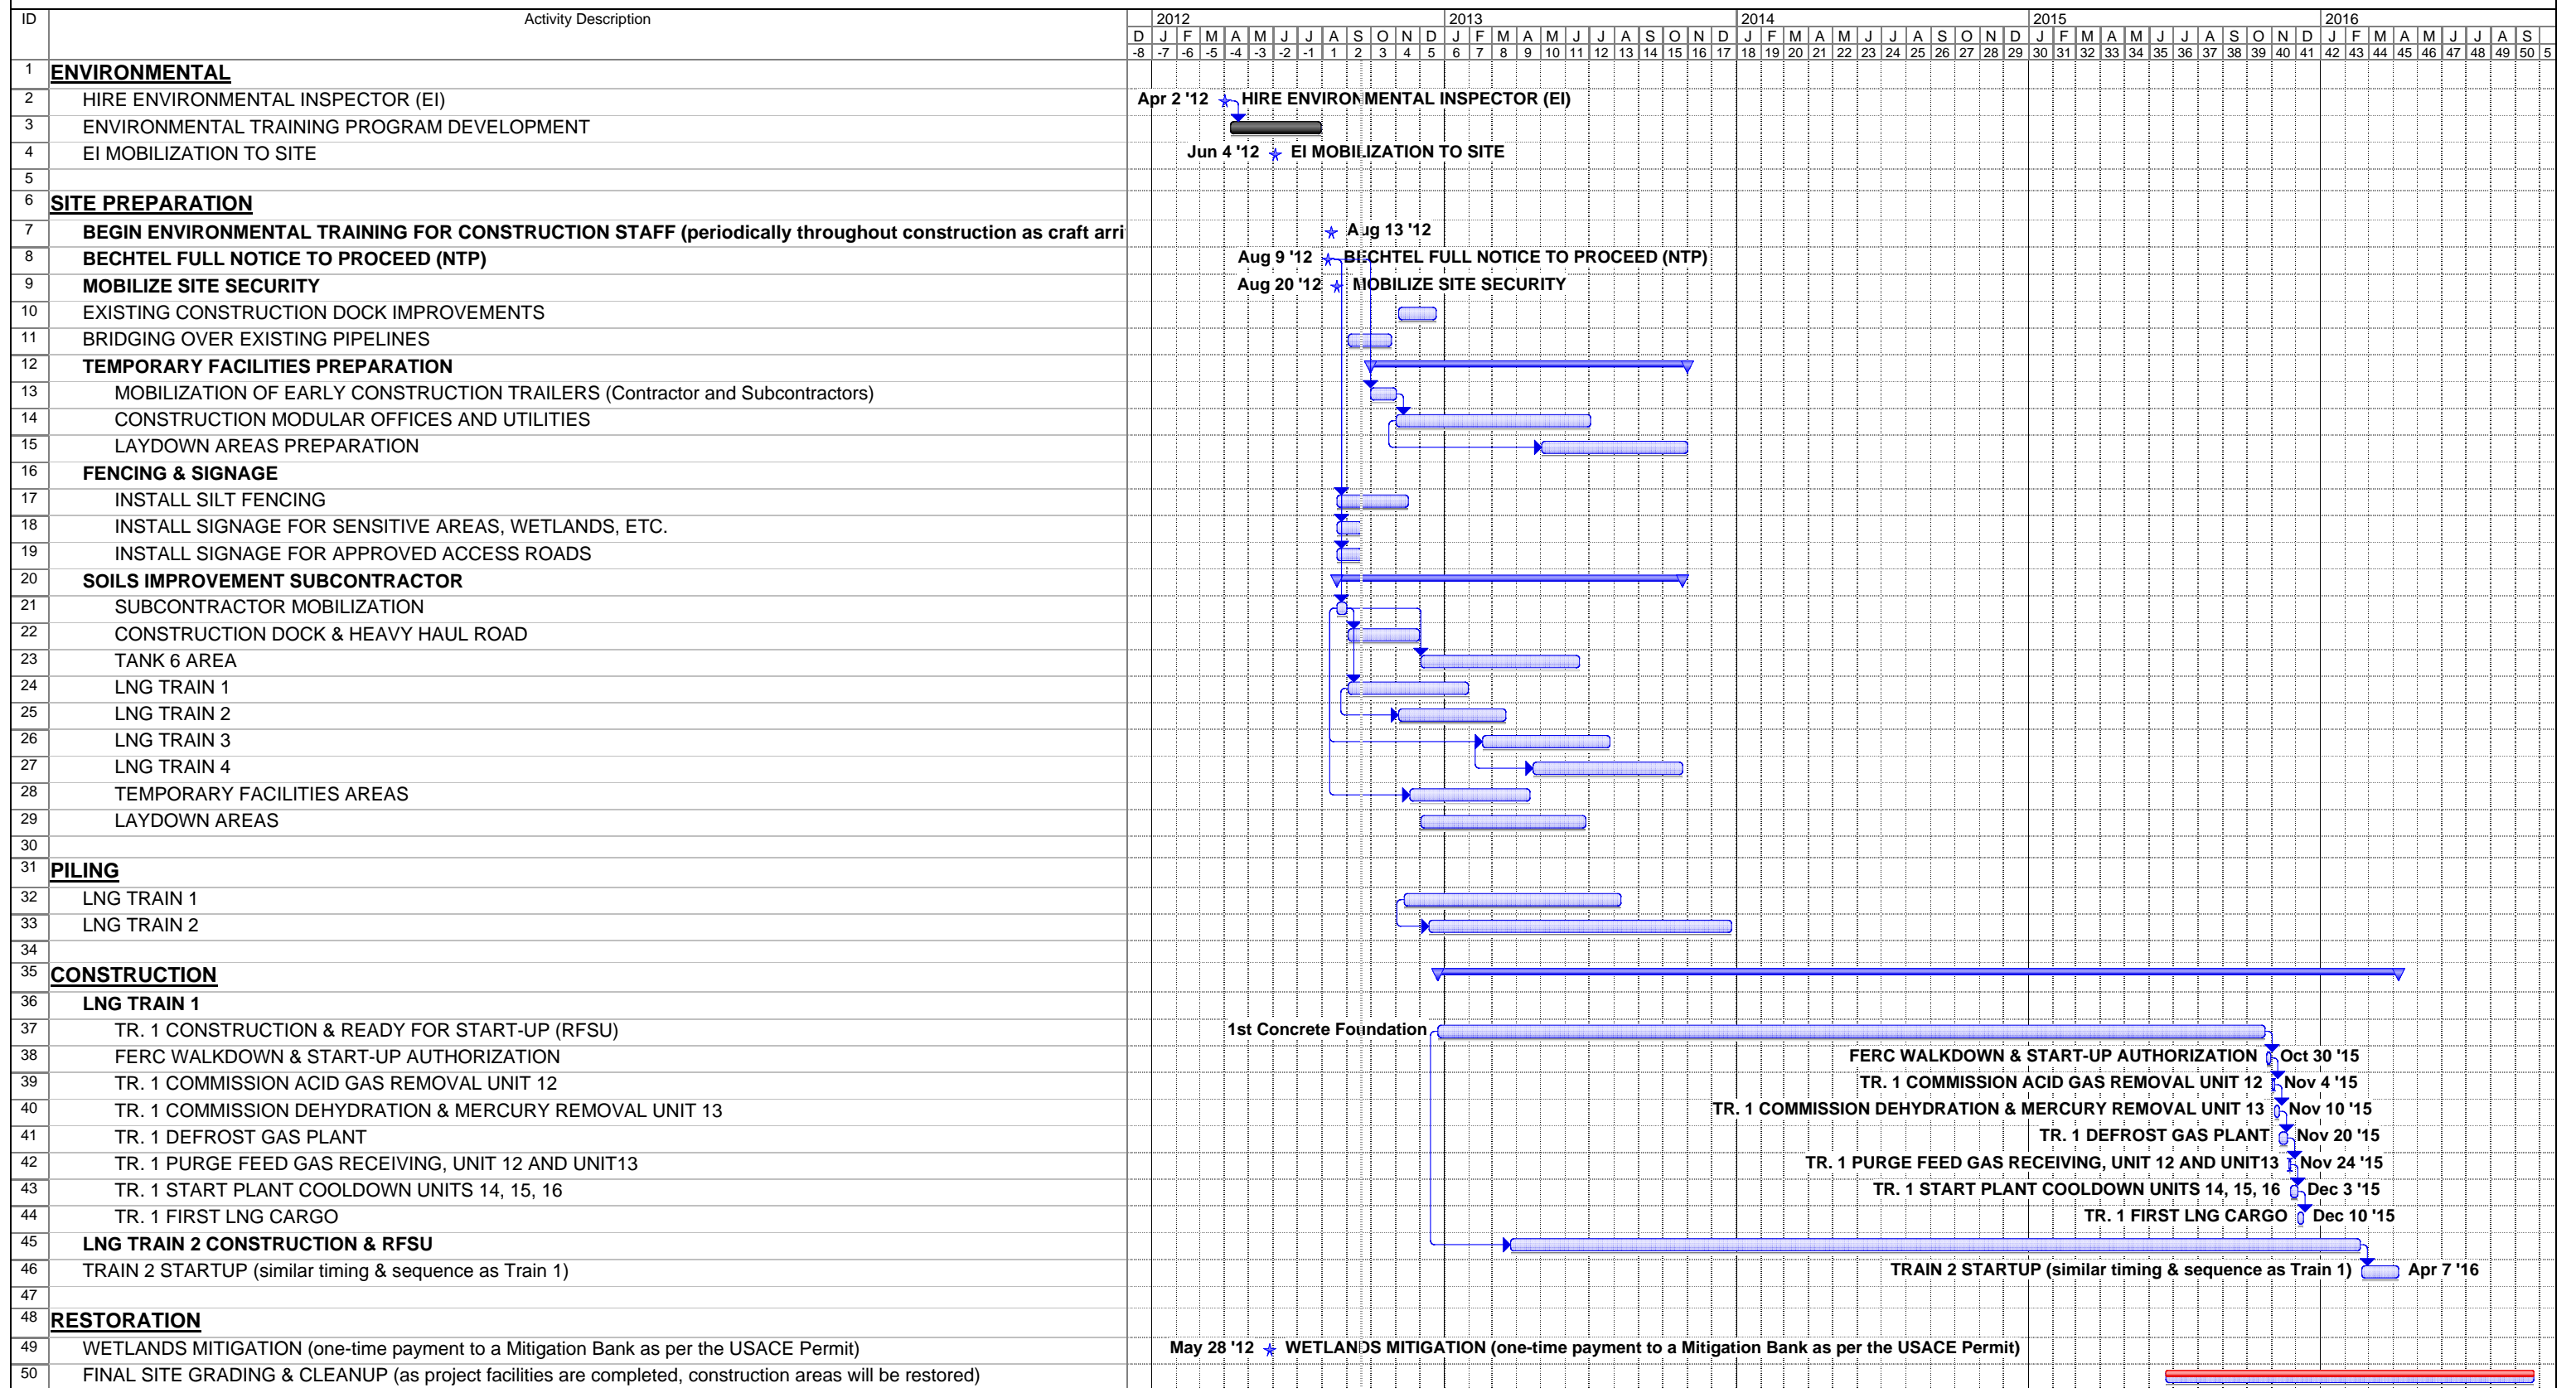 ID Activity Description 2012 2013 2014 2015 2016
D J F M A M J J A S O N D J F M A M J J A S O N D J F M A M J J A S O N D J F M A M J J A S O N D J F M A M J J A S
-8 -7 -6 -5 -4 -3 -2 -1 1 2 3 4 5 6 7 8 9 10 11 12 13 14 15 16 17 18 19 20 21 22 23 24 25 26 27 28 29 30 31 32 33 34 35 36 37 38 39 40 41 42 43 44 45 46 47 48 49 50 5
1 ENVIRONMENTAL
2 HIRE ENVIRONMENTAL INSPECTOR (EI) Apr 2 '12 HIRE ENVIRONMENTAL INSPECTOR (EI)
3 ENVIRONMENTAL TRAINING PROGRAM DEVELOPMENT
4 EI MOBILIZATION TO SITE Jun 4 '12 EI MOBILIZATION TO SITE
5
6 SITE PREPARATION
7 BEGIN ENVIRONMENTAL TRAINING FOR CONSTRUCTION STAFF (periodically throughout construction as craft arri Aug 13 '12
8 BECHTEL FULL NOTICE TO PROCEED (NTP) Aug 9 '12 BECHTEL FULL NOTICE TO PROCEED (NTP)
9 MOBILIZE SITE SECURITY Aug 20 '12 MOBILIZE SITE SECURITY
10 EXISTING CONSTRUCTION DOCK IMPROVEMENTS
11 BRIDGING OVER EXISTING PIPELINES
12 TEMPORARY FACILITIES PREPARATION
13 MOBILIZATION OF EARLY CONSTRUCTION TRAILERS (Contractor and Subcontractors)
14 CONSTRUCTION MODULAR OFFICES AND UTILITIES
15 LAYDOWN AREAS PREPARATION
16 FENCING & SIGNAGE
17 INSTALL SILT FENCING
18 INSTALL SIGNAGE FOR SENSITIVE AREAS, WETLANDS, ETC.
19 INSTALL SIGNAGE FOR APPROVED ACCESS ROADS
20 SOILS IMPROVEMENT SUBCONTRACTOR
21 SUBCONTRACTOR MOBILIZATION
22 CONSTRUCTION DOCK & HEAVY HAUL ROAD
23 TANK 6 AREA
24 LNG TRAIN 1
25 LNG TRAIN 2
26 LNG TRAIN 3
27 LNG TRAIN 4
28 TEMPORARY FACILITIES AREAS
29 LAYDOWN AREAS
30
31 PILING
32 LNG TRAIN 1
33 LNG TRAIN 2
34
35 CONSTRUCTION
36 LNG TRAIN 1
37 TR. 1 CONSTRUCTION & READY FOR START-UP (RFSU) 1st Concrete Foundation
38 FERC WALKDOWN & START-UP AUTHORIZATION FERC WALKDOWN & START-UP AUTHORIZATION Oct 30 '15
39 TR. 1 COMMISSION ACID GAS REMOVAL UNIT 12 TR. 1 COMMISSION ACID GAS REMOVAL UNIT 12 Nov 4 '15
40 TR. 1 COMMISSION DEHYDRATION & MERCURY REMOVAL UNIT 13 TR. 1 COMMISSION DEHYDRATION & MERCURY REMOVAL UNIT 13 Nov 10 '15
41 TR. 1 DEFROST GAS PLANT TR. 1 DEFROST GAS PLANT Nov 20 '15
42 TR. 1 PURGE FEED GAS RECEIVING, UNIT 12 AND UNIT13 TR. 1 PURGE FEED GAS RECEIVING, UNIT 12 AND UNIT13 Nov 24 '15
43 TR. 1 START PLANT COOLDOWN UNITS 14, 15, 16 TR. 1 START PLANT COOLDOWN UNITS 14, 15, 16 Dec 3 '15
44 TR. 1 FIRST LNG CARGO TR. 1 FIRST LNG CARGO Dec 10 '15
45 LNG TRAIN 2 CONSTRUCTION & RFSU
46 TRAIN 2 STARTUP (similar timing & sequence as Train 1) TRAIN 2 STARTUP (similar timing & sequence as Train 1) Apr 7 '16
47
48 RESTORATION
49 WETLANDS MITIGATION (one-time payment to a Mitigation Bank as per the USACE Permit) May 28 '12 WETLANDS MITIGATION (one-time payment to a Mitigation Bank as per the USACE Permit)
50 FINAL SITE GRADING & CLEANUP (as project facilities are completed, construction areas will be restored)